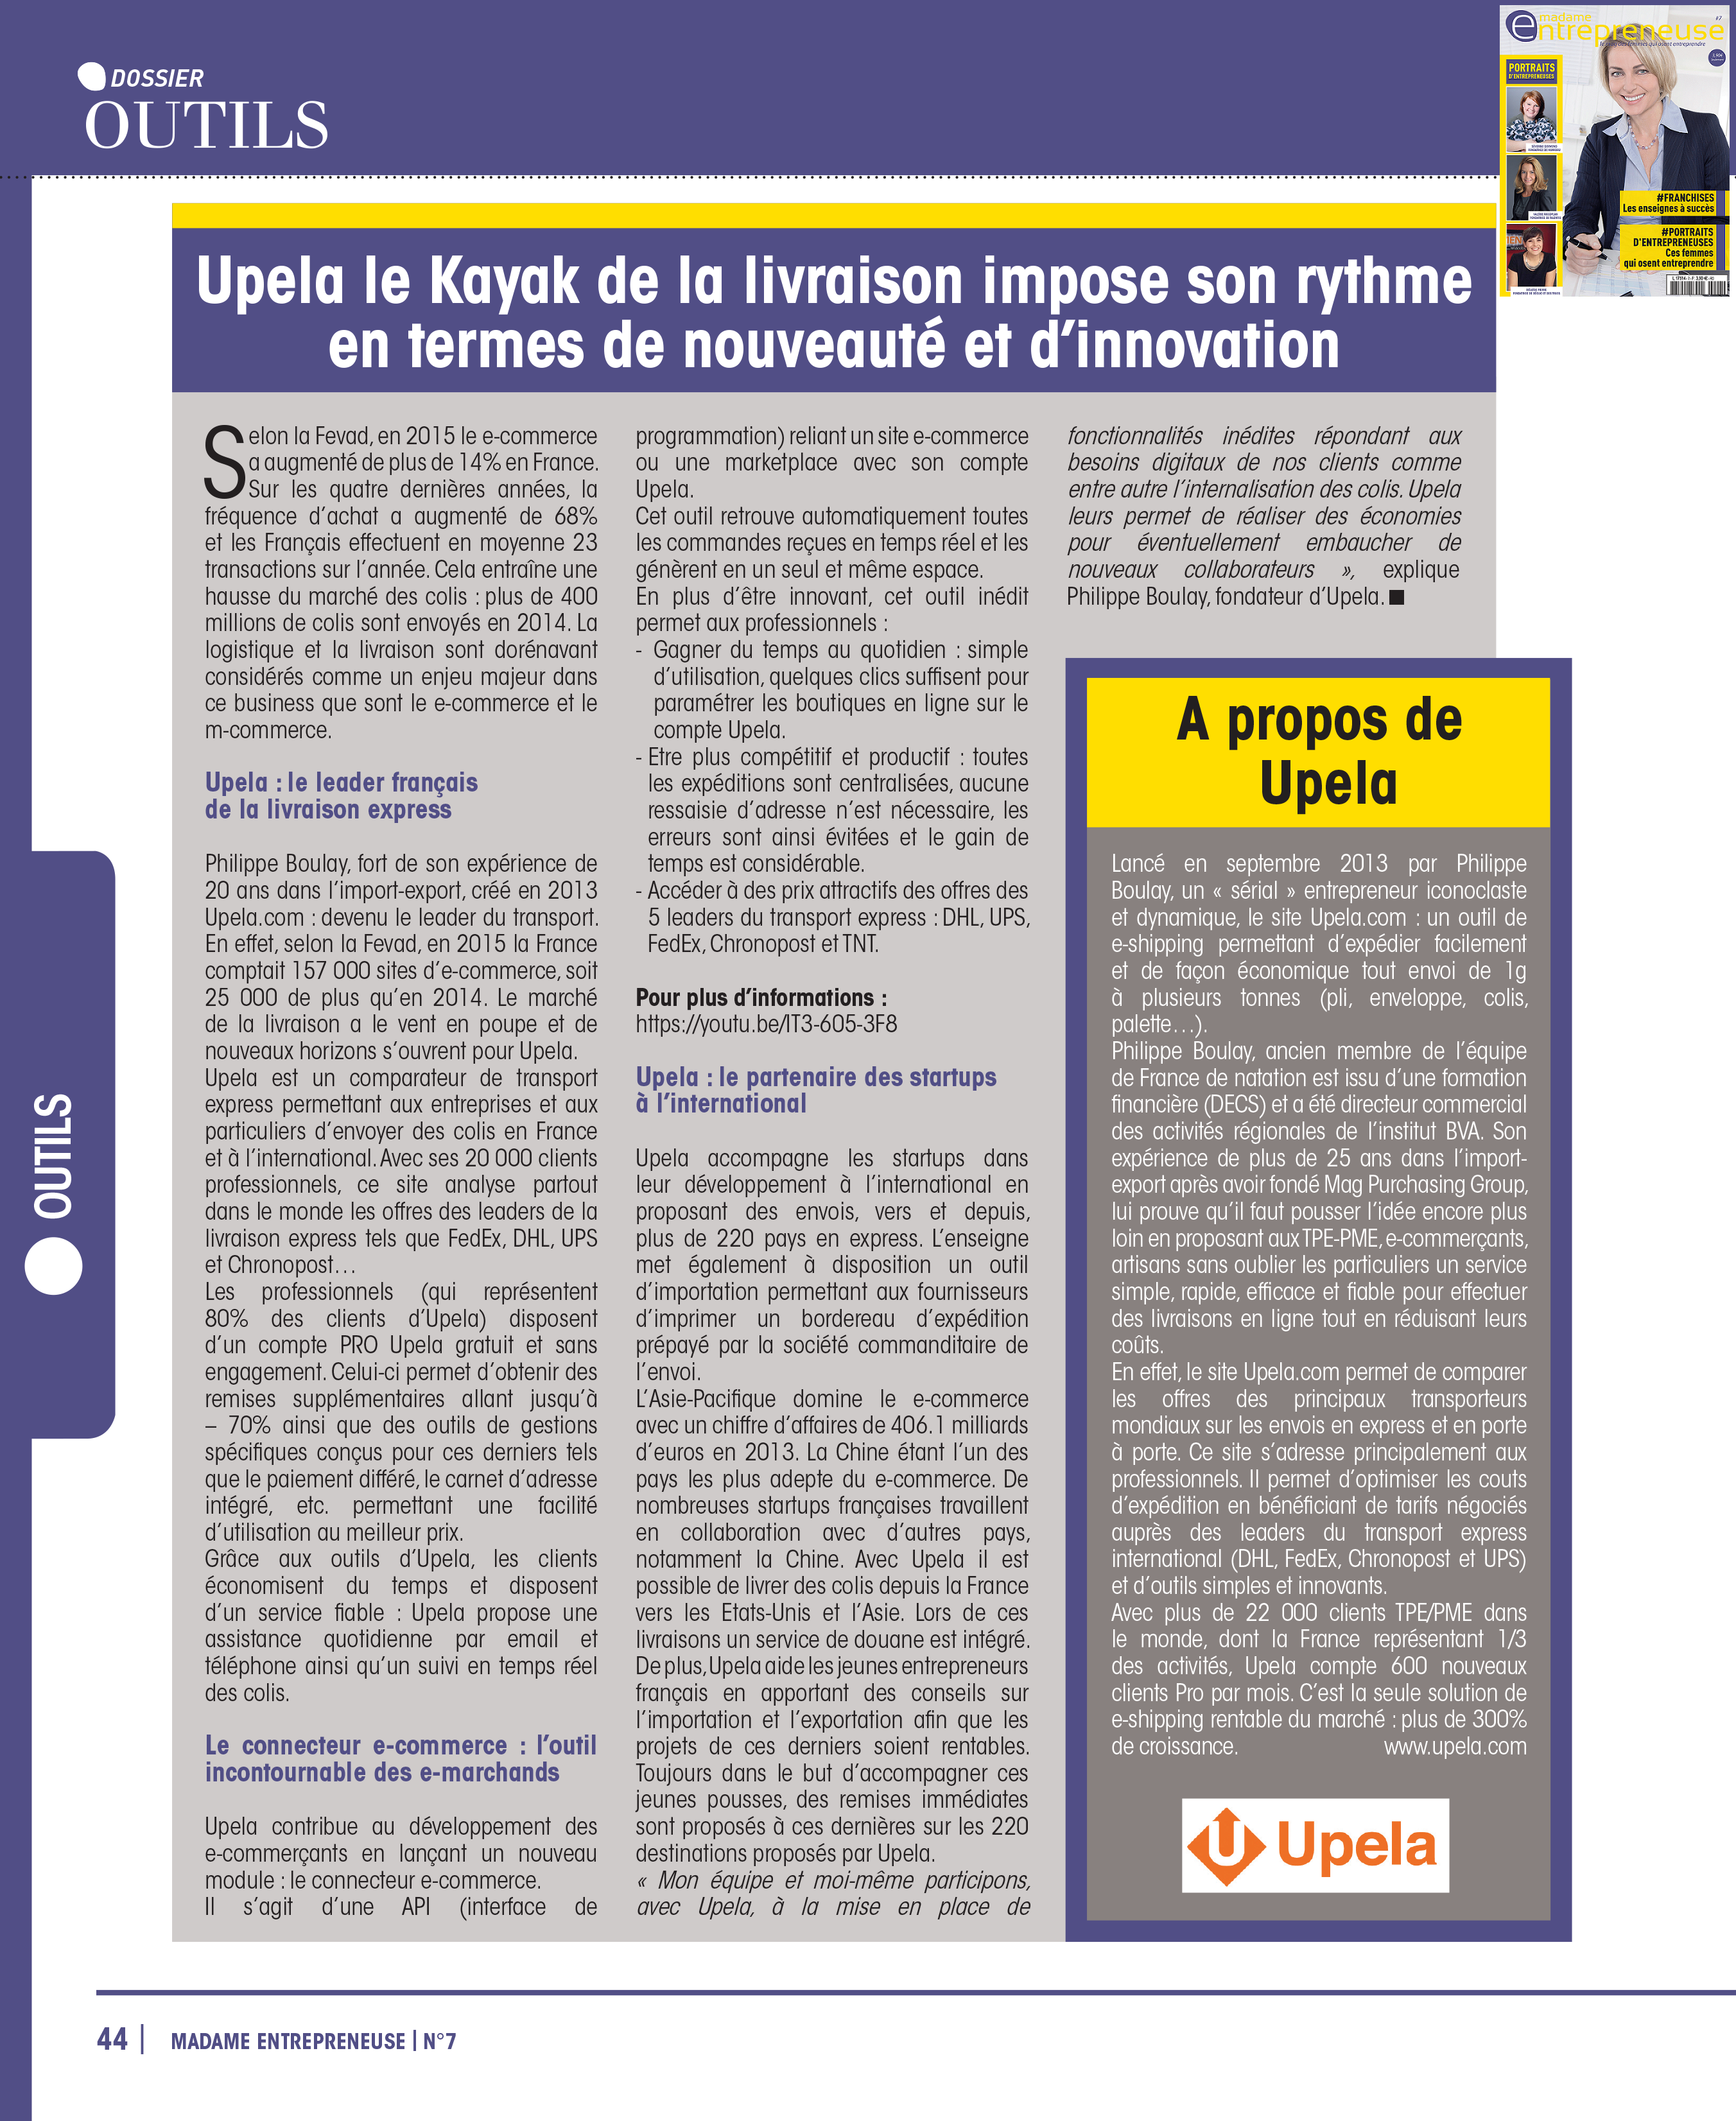 DOSSIER
OUTILS
madame
entrepreneuse
PORTRAITS
D'ENTREPRENEUSES
#FRANCHISES
Les enseignes à succès
#PORTRAITS
D'ENTREPRENEUSES
Ces femmes
qui osent entreprendre
Upela le Kayak de la livraison impose son rythme
en termes de nouveauté et d'innovation
Selon la Fevad, en 2015 le e-commerce
a augmenté de plus de 14% en France.
Sur les quatre dernières années, la
fréquence d'achat a augmenté de 68%
et les Français effectuent en moyenne 23
transactions sur l'année. Cela entraîne une
hausse du marché des colis : plus de 400
millions de colis sont envoyés en 2014. La
logistique et la livraison sont dorénavant
considérés comme un enjeu majeur dans
ce business que sont le e-commerce et le
m-commerce.
Upela : le leader français
de la livraison express
Philippe Boulay, fort de son expérience de
20 ans dans l'import-export, créé en 2013
Upela.com : devenu le leader du transport.
En effet, selon la Fevad, en 2015 la France
comptait 157 000 sites d'e-commerce, soit
25 000 de plus qu'en 2014. Le marché
de la livraison a le vent en poupe et de
nouveaux horizons s'ouvrent pour Upela.
Upela est un comparateur de transport
express permettant aux entreprises et aux
particuliers d'envoyer des colis en France
et à l'international. Avec ses 20 000 clients
professionnels, ce site analyse partout
dans le monde les offres des leaders de la
livraison express tels que FedEx, DHL, UPS
et Chronopost…
Les professionnels (qui représentent
80% des clients d'Upela) disposent
d'un compte PRO Upela gratuit et sans
engagement. Celui-ci permet d'obtenir des
remises supplémentaires allant jusqu'à
– 70% ainsi que des outils de gestions
spécifiques conçus pour ces derniers tels
que le paiement différé, le carnet d'adresse
intégré, etc. permettant une facilité
d'utilisation au meilleur prix.
Grâce aux outils d'Upela, les clients
économisent du temps et disposent
d'un service fiable : Upela propose une
assistance quotidienne par email et
téléphone ainsi qu'un suivi en temps réel
des colis.
Le connecteur e-commerce : l'outil
incontournable des e-marchands
Upela contribue au développement des
e-commerçants en lançant un nouveau
module : le connecteur e-commerce.
Il s'agit d'une API (interface de
programmation) reliant un site e-commerce
ou une marketplace avec son compte
Upela.
Cet outil retrouve automatiquement toutes
les commandes reçues en temps réel et les
génèrent en un seul et même espace.
En plus d'être innovant, cet outil inédit
permet aux professionnels :
- Gagner du temps au quotidien : simple
d'utilisation, quelques clics suffisent pour
paramétrer les boutiques en ligne sur le
compte Upela.
- Etre plus compétitif et productif : toutes
les expéditions sont centralisées, aucune
ressaisie d'adresse n'est nécessaire, les
erreurs sont ainsi évitées et le gain de
temps est considérable.
- Accéder à des prix attractifs des offres des
5 leaders du transport express : DHL, UPS,
FedEx, Chronopost et TNT.
Pour plus d'informations :
https://youtu.be/IT3-605-3F8
Upela : le partenaire des startups
à l'international
Upela accompagne les startups dans
leur développement à l'international en
proposant des envois, vers et depuis,
plus de 220 pays en express. L'enseigne
met également à disposition un outil
d'importation permettant aux fournisseurs
d'imprimer un bordereau d'expédition
prépayé par la société commanditaire de
l'envoi.
L'Asie-Pacifique domine le e-commerce
avec un chiffre d'affaires de 406.1 milliards
d'euros en 2013. La Chine étant l'un des
pays les plus adepte du e-commerce. De
nombreuses startups françaises travaillent
en collaboration avec d'autres pays,
notamment la Chine. Avec Upela il est
possible de livrer des colis depuis la France
vers les Etats-Unis et l'Asie. Lors de ces
livraisons un service de douane est intégré.
De plus, Upela aide les jeunes entrepreneurs
français en apportant des conseils sur
l'importation et l'exportation afin que les
projets de ces derniers soient rentables.
Toujours dans le but d'accompagner ces
jeunes pousses, des remises immédiates
sont proposés à ces dernières sur les 220
destinations proposés par Upela.
« Mon équipe et moi-même participons,
avec Upela, à la mise en place de
fonctionnalités inédites répondant aux
besoins digitaux de nos clients comme
entre autre l'internalisation des colis. Upela
leurs permet de réaliser des économies
pour éventuellement embaucher de
nouveaux collaborateurs », explique
Philippe Boulay, fondateur d'Upela.
A propos de
Upela
Lancé en septembre 2013 par Philippe
Boulay, un « sérial » entrepreneur iconoclaste
et dynamique, le site Upela.com : un outil de
e-shipping permettant d'expédier facilement
et de façon économique tout envoi de 1g
à plusieurs tonnes (pli, enveloppe, colis,
palette…).
Philippe Boulay, ancien membre de l'équipe
de France de natation est issu d'une formation
financière (DECS) et a été directeur commercial
des activités régionales de l'institut BVA. Son
expérience de plus de 25 ans dans l'import-
export après avoir fondé Mag Purchasing Group,
lui prouve qu'il faut pousser l'idée encore plus
loin en proposant aux TPE-PME, e-commerçants,
artisans sans oublier les particuliers un service
simple, rapide, efficace et fiable pour effectuer
des livraisons en ligne tout en réduisant leurs
coûts.
En effet, le site Upela.com permet de comparer
les offres des principaux transporteurs
mondiaux sur les envois en express et en porte
à porte. Ce site s'adresse principalement aux
professionnels. Il permet d'optimiser les couts
d'expédition en bénéficiant de tarifs négociés
auprès des leaders du transport express
international (DHL, FedEx, Chronopost et UPS)
et d'outils simples et innovants.
Avec plus de 22 000 clients TPE/PME dans
le monde, dont la France représentant 1/3
des activités, Upela compte 600 nouveaux
clients Pro par mois. C'est la seule solution de
e-shipping rentable du marché : plus de 300%
de croissance. www.upela.com
Upela
OUTILS
44 | MADAME ENTREPRENEUSE | N°7